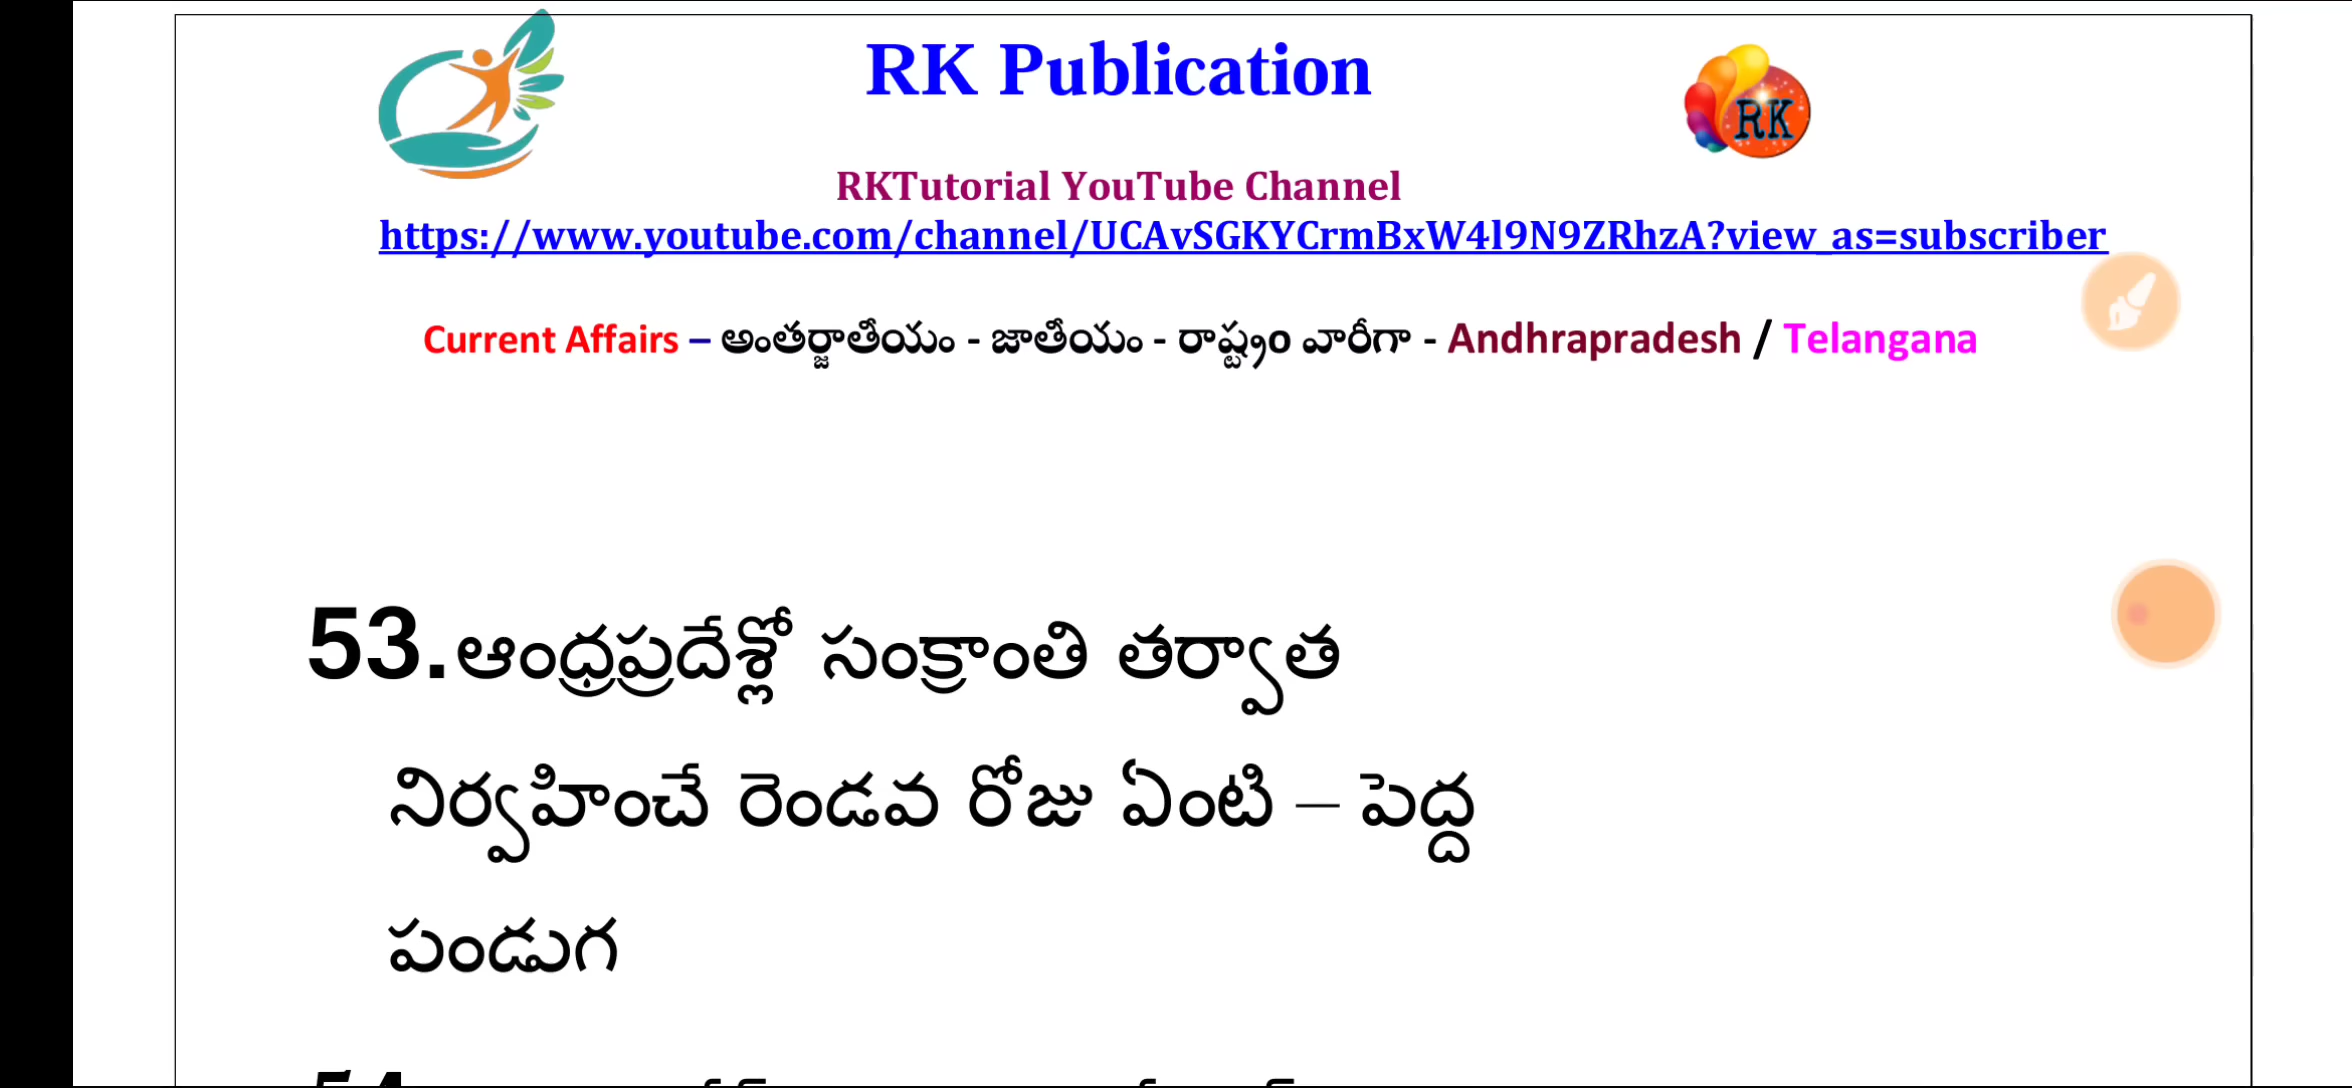 RK Publication
RK
RKTutorial YouTube Channel
https://www.youtube.com/channel/UCAvSGKYCrmBxW4l9N9ZRhzA?view_as=subscriber
Current Affairs – అంతర్జాతీయం - జాతీయం - రాష్ట్రం వారీగా - Andhrapradesh / Telangana
53.ఆంధ్రప్రదేశ్లో సంక్రాంతి తర్వాత
నిర్వహించే రెండవ రోజు ఏంటి – పెద్ద
పండుగ